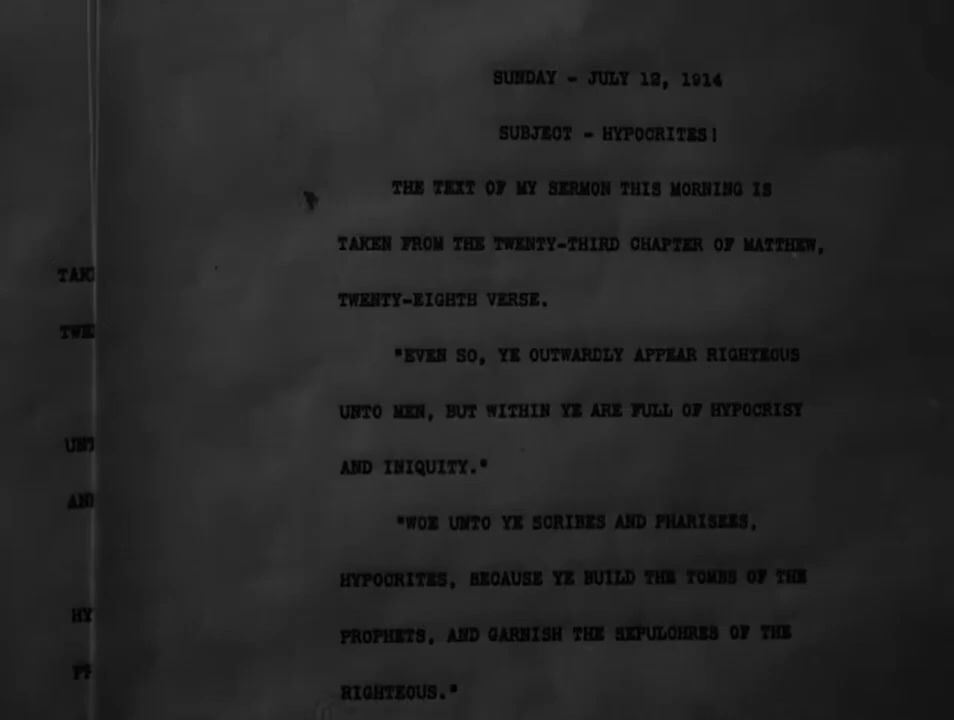 SUNDAY - JULY 12, 1914
SUBJECT - HYPOCRITES!
THE TEXT OF MY SERMON THIS MORNING IS
TAKEN FROM THE TWENTY-THIRD CHAPTER OF MATTHEW,
TWENTY-EIGHTH VERSE.
"EVEN SO, YE OUTWARDLY APPEAR RIGHTEOUS
UNTO MEN, BUT WITHIN YE ARE FULL OF HYPOCRISY
AND INIQUITY."
"WOE UNTO YE SCRIBES AND PHARISEES,
HYPOCRITES, BECAUSE YE BUILD THE TOMBS OF THE
PROPHETS, AND GARNISH THE SEPULCHRES OF THE
RIGHTEOUS."